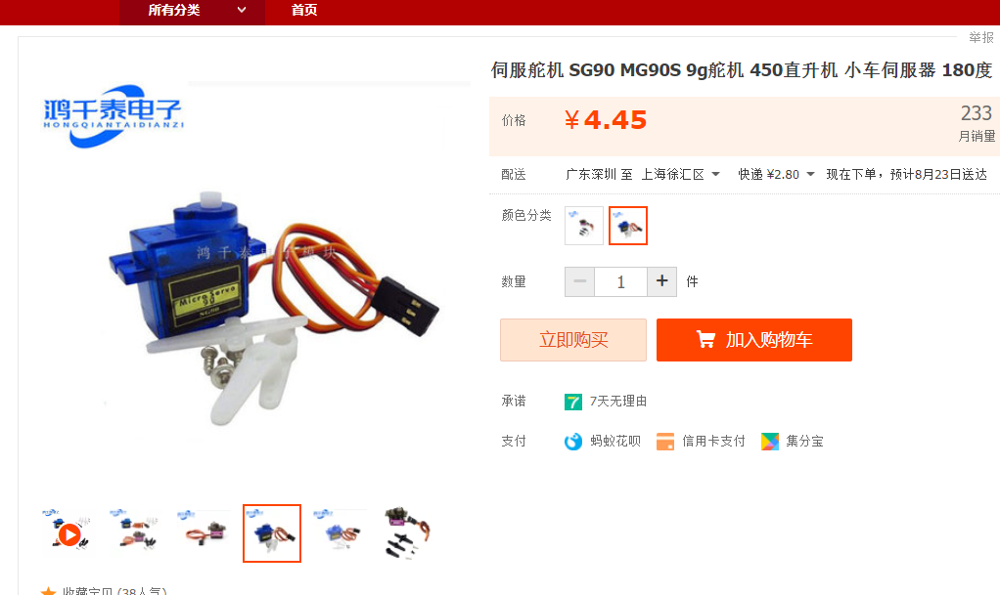 所有分类
首页
举报
伺服舵机 SG90 MG90S 9g舵机 450直升机 小车伺服器 180度
鸿千泰电子
HONGQIANTAIDIANZI
价格 ¥4.45 233
月销量
配送 广东深圳 至 上海徐汇区 快递 ¥2.80 现在下单，预计8月23日送达
颜色分类
鸿千泰电子模块
Micro Servo
90
数量 1 件
立即购买 加入购物车
承诺 7天无理由
支付 蚂蚁花呗 信用卡支付 集分宝
收藏宝贝 (38人气)